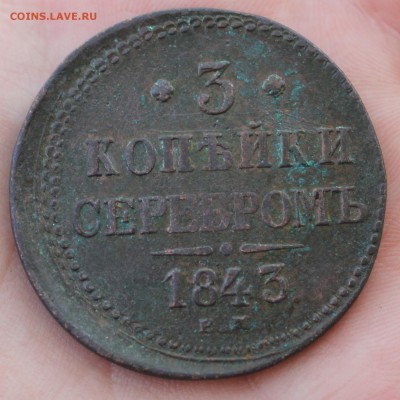 COINS.LAVE.RU
· 3 ·
КОПѢЙКИ
СЕРЕБРОМЪ
1843